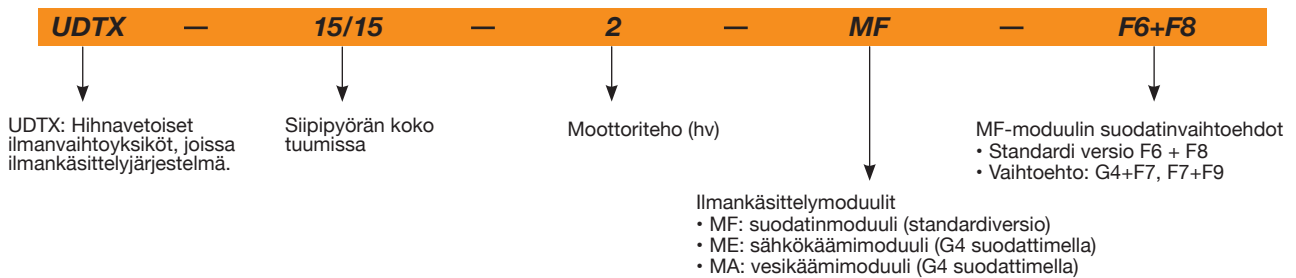 UDTX — 15/15 — 2 — MF — F6+F8
UDTX: Hihnavetoiset
ilmanvaihtoyksiköt, joissa
ilmankäsittelyjärjestelmä.
Siipipyörän koko
tuumissa
Moottoriteho (hv)
MF-moduulin suodatinvaihtoehdot
• Standardi versio F6 + F8
• Vaihtoehto: G4+F7, F7+F9
Ilmankäsittelymoduulit
• MF: suodatinmoduuli (standardiversio)
• ME: sähkökäämimoduuli (G4 suodattimella)
• MA: vesikäämimoduuli (G4 suodattimella)